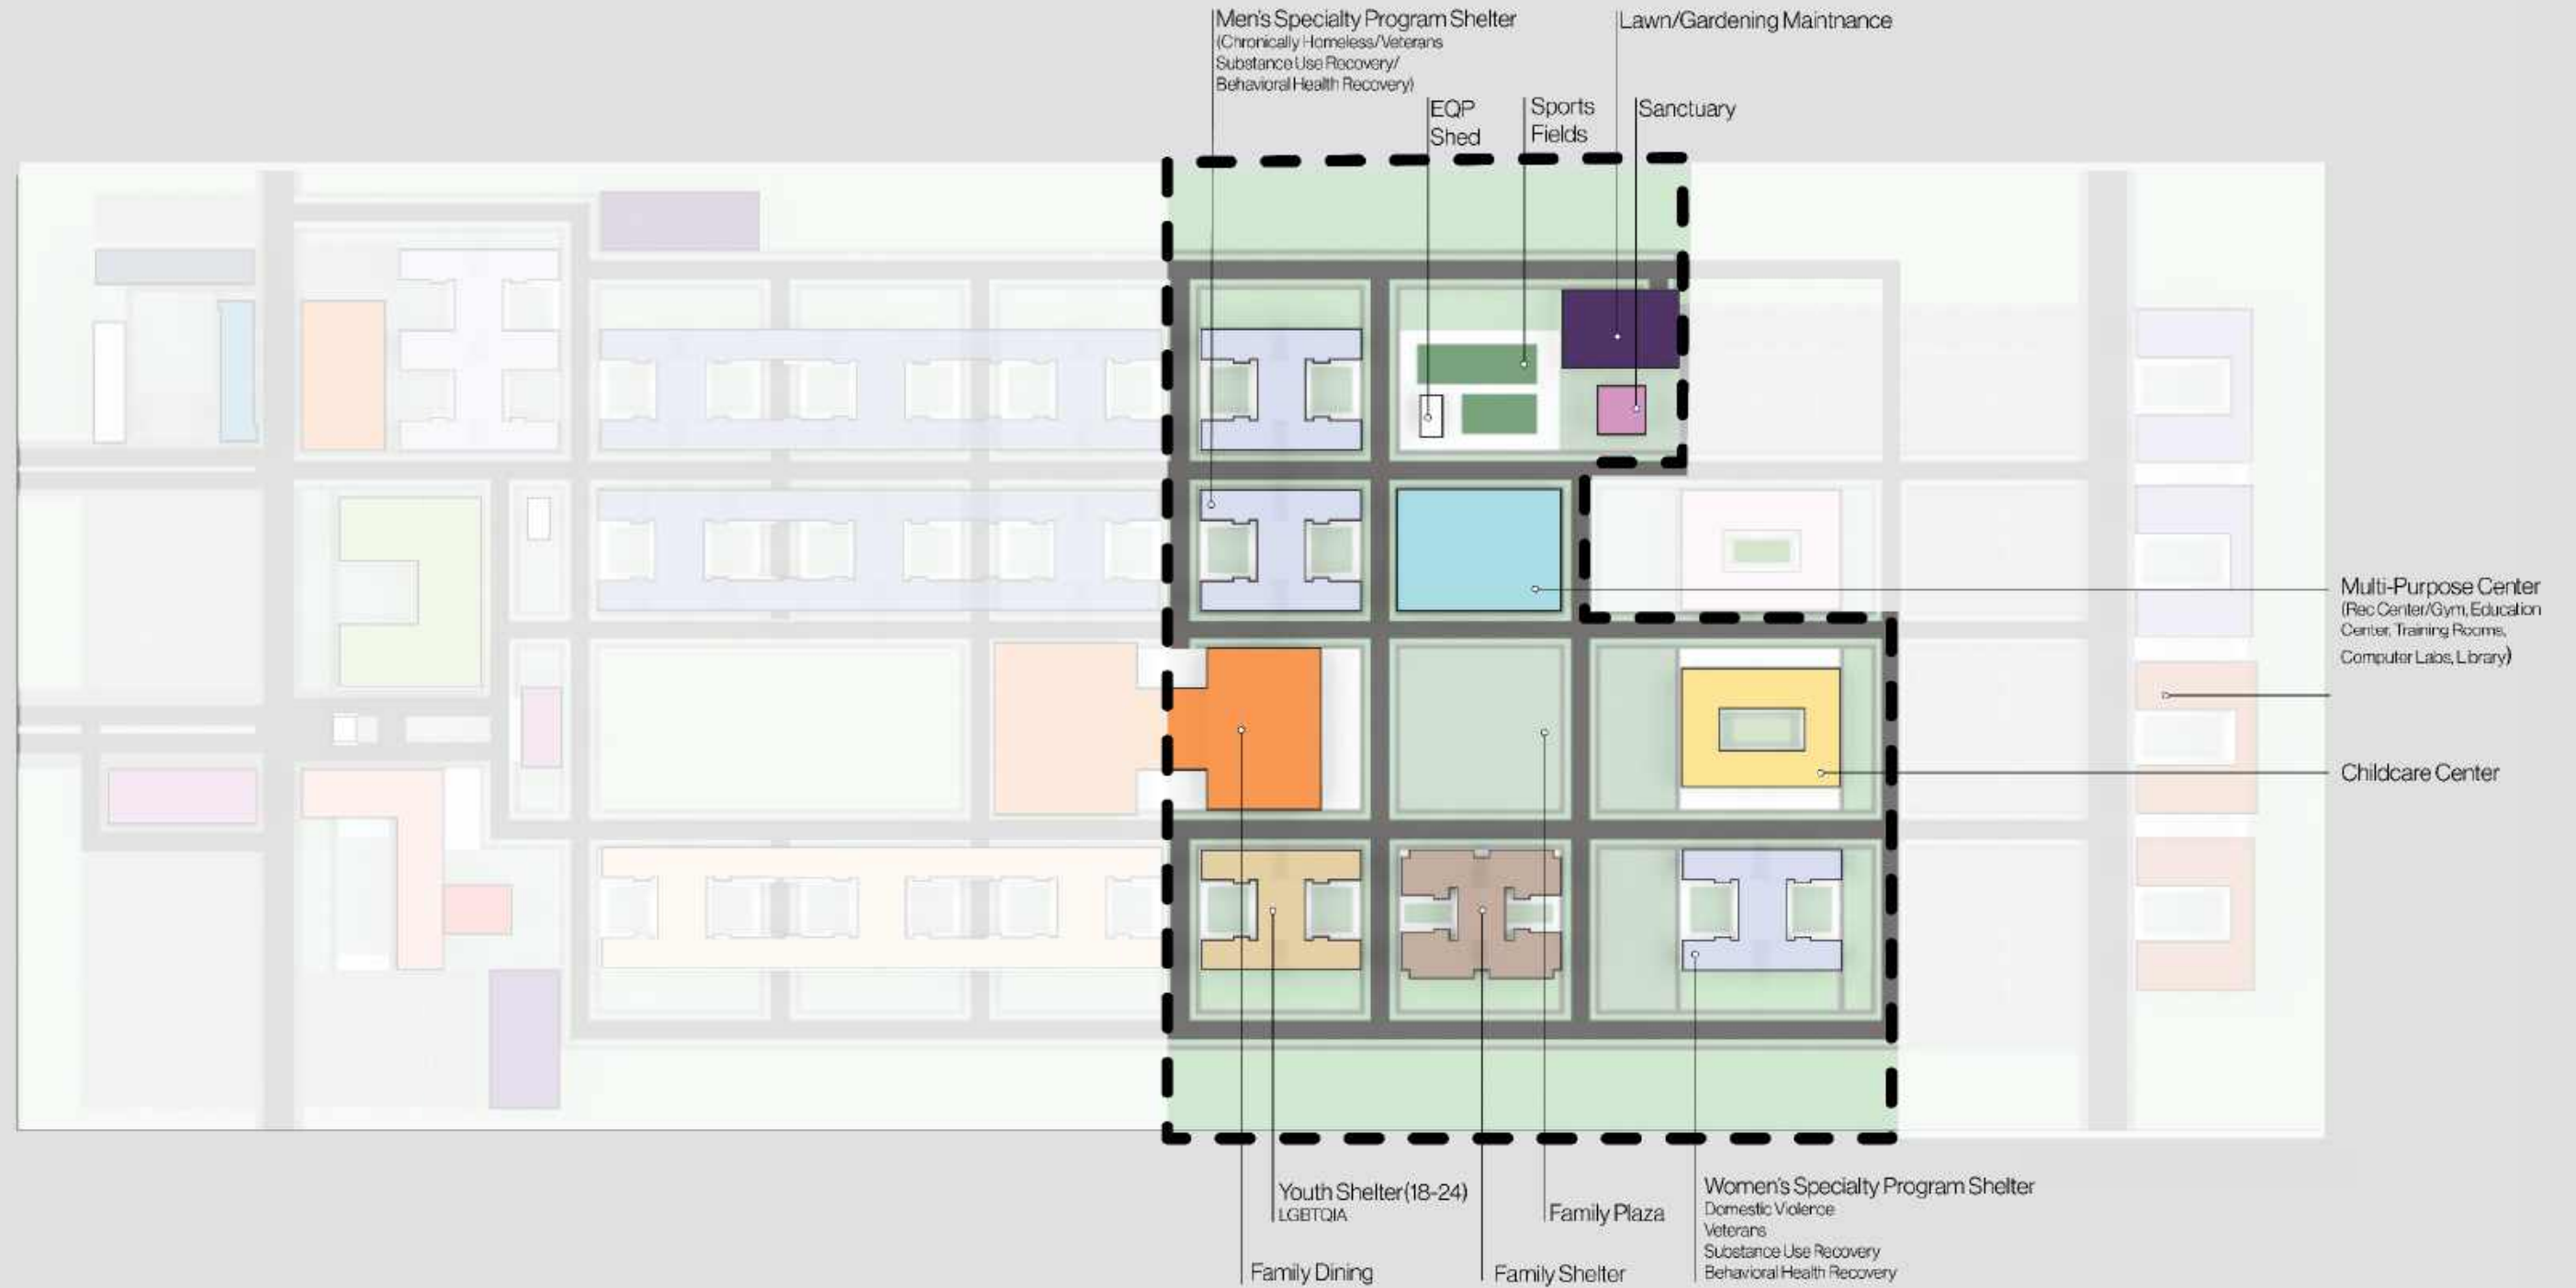 Men's Specialty Program Shelter
(Chronically Homeless/Veterans
Substance Use Recovery/
Behavioral Health Recovery)
Lawn/Gardening Maintnance
EQP
Shed
Sports
Fields
Sanctuary
Multi-Purpose Center
(Rec Center/Gym, Education
Center, Training Rooms,
Computer Labs, Library)
Childcare Center
Youth Shelter(18-24)
LGBTQIA
Family Dining
Family Shelter
Family Plaza
Women's Specialty Program Shelter
Domestic Violence
Veterans
Substance Use Recovery
Behavioral Health Recovery